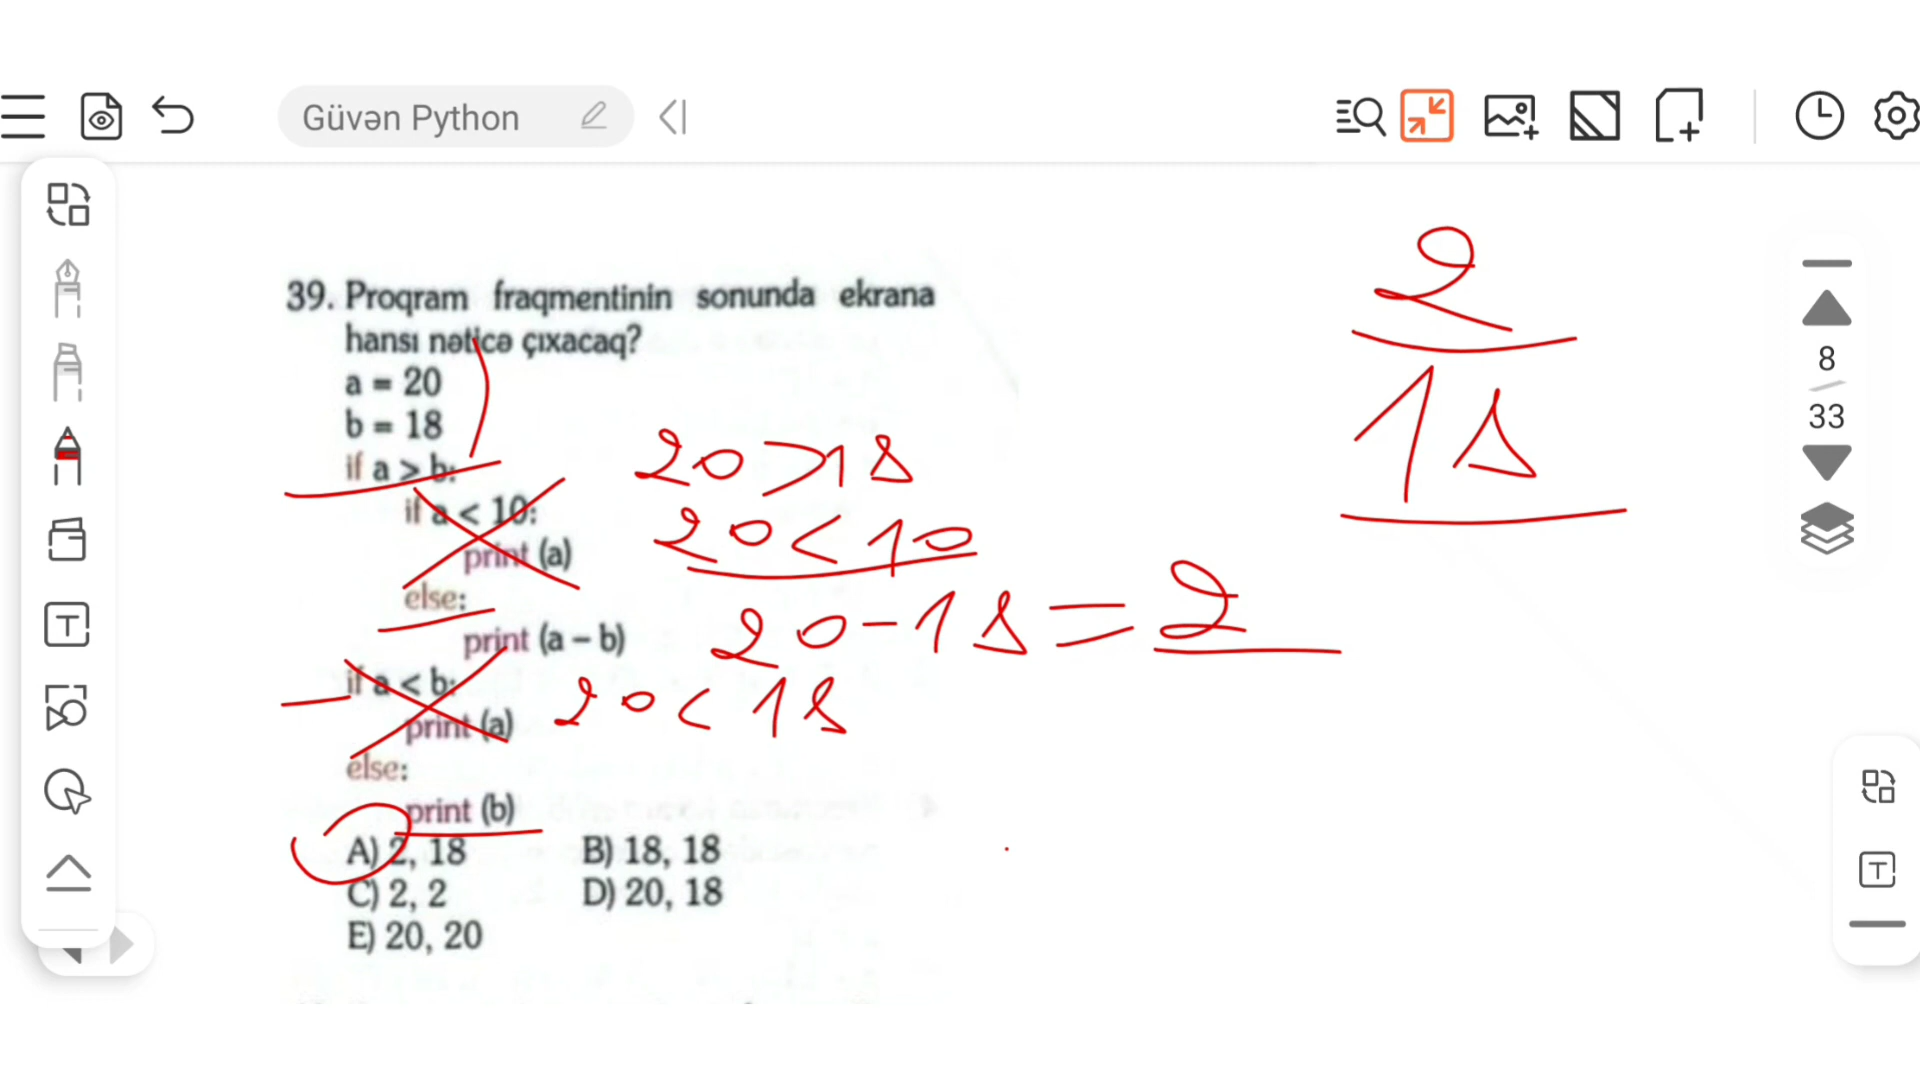 Güvən Python
39. Proqram fraqmentinin sonunda ekrana
hansı nəticə çıxacaq?
a = 20
b = 18
if a > b:
if a < 10:
print (a)
else:
print (a – b)
if a < b:
print (a)
else:
print (b)
A) 2, 18 B) 18, 18
C) 2, 2 D) 20, 18
E) 20, 20
20 > 18
20 < 10
20 - 18 = 2
20 < 18
2
18
8
33